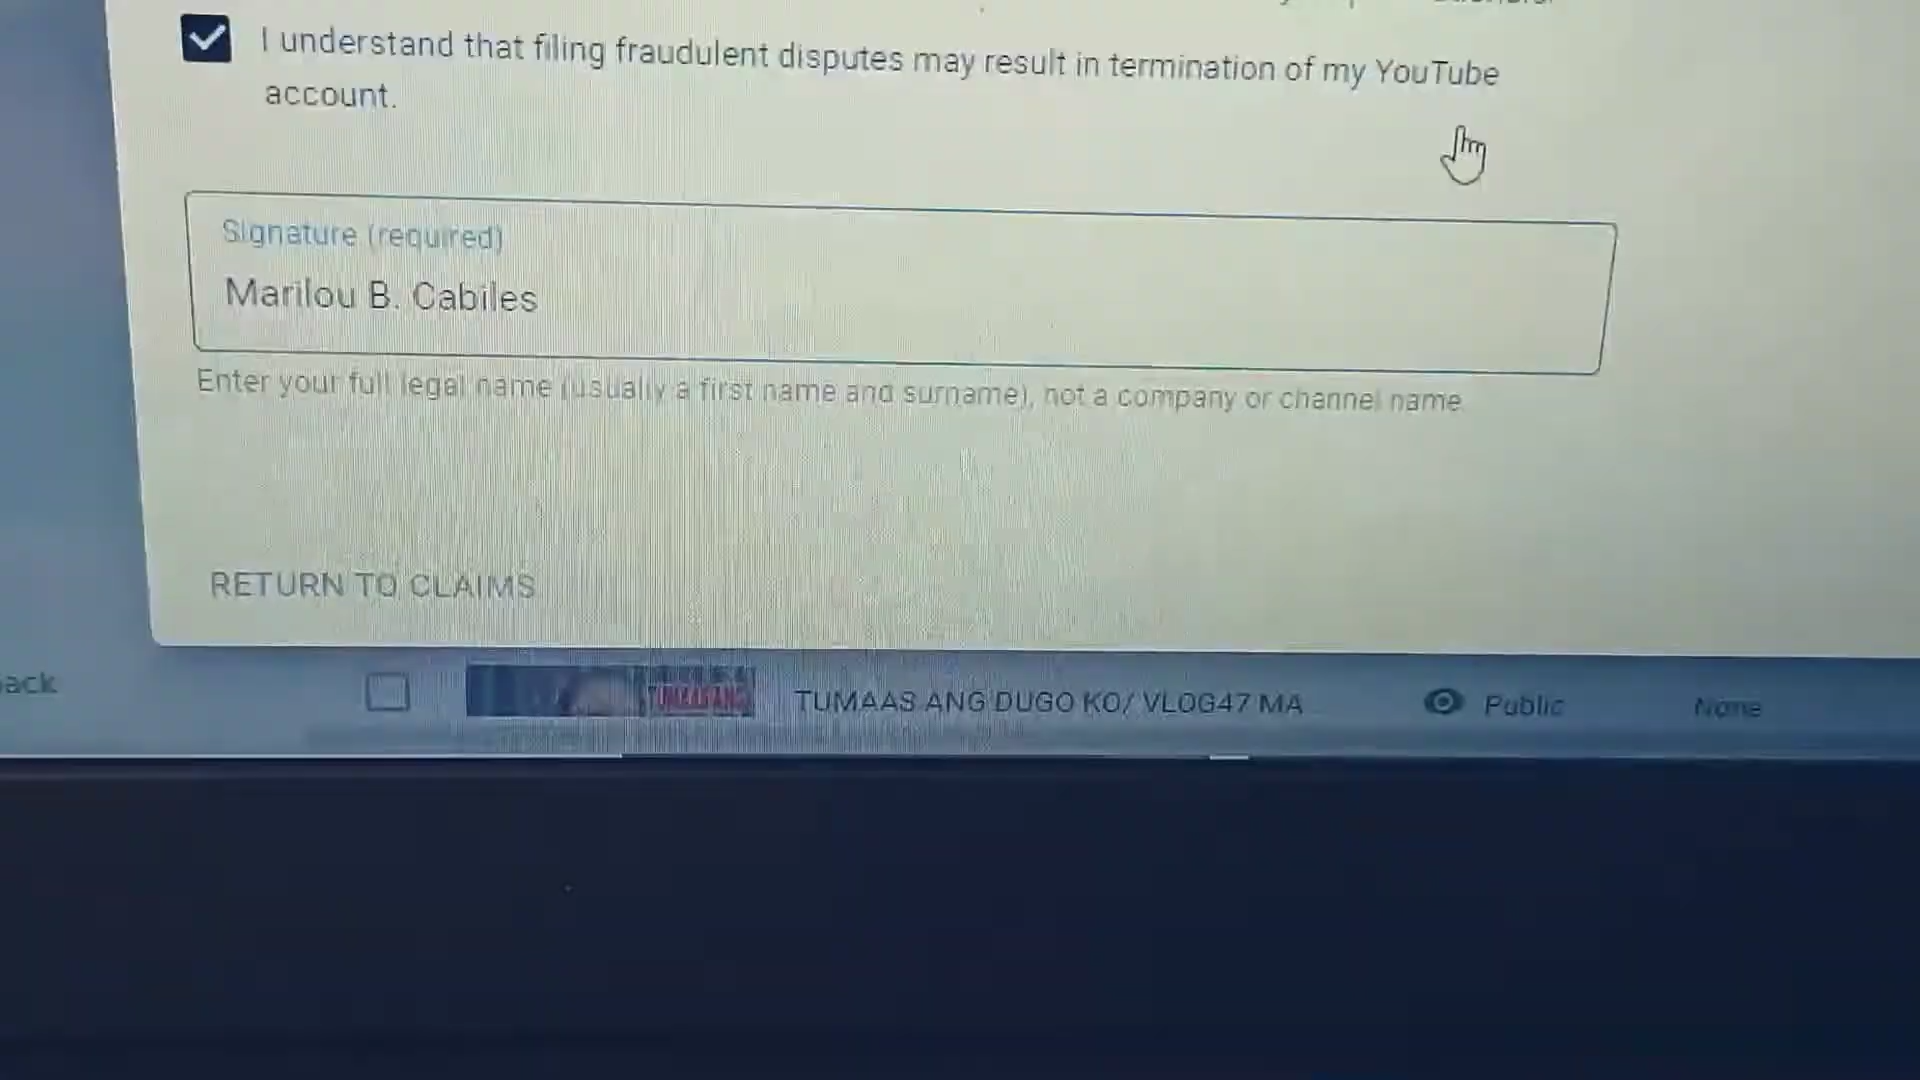 I understand that filing fraudulent disputes may result in termination of my YouTube
account.
Signature (required)
Marilou B. Cabiles
Enter your full legal name (usually a first name and surname), not a company or channel name
RETURN TO CLAIMS
ack
TUMAAS ANG
TUMAAS ANG DUGO KO/ VLOG47 MA
Public
None